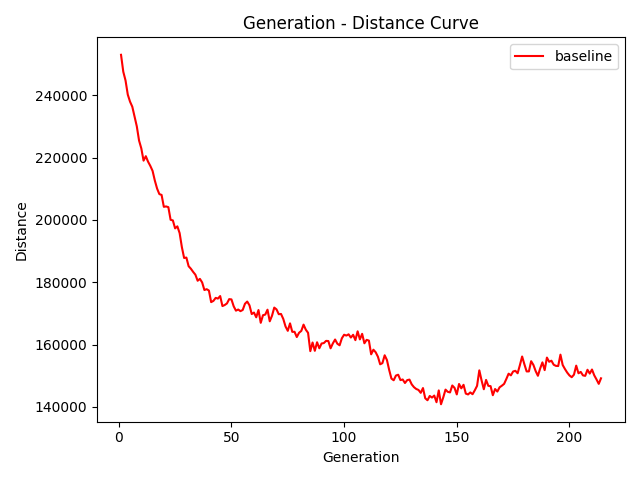 Generation - Distance Curve
baseline
240000
220000
200000
180000
160000
140000
Distance
0 50 100 150 200
Generation